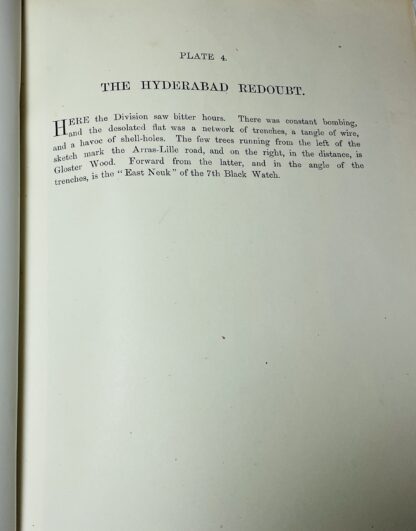 PLATE 4.
THE HYDERABAD REDOUBT.
HERE the Division saw bitter hours. There was constant bombing,
and the desolated flat was a network of trenches, a tangle of wire,
and a havoc of shell-holes. The few trees running from the left of the
sketch mark the Arras-Lille road, and on the right, in the distance, is
Gloster Wood. Forward from the latter, and in the angle of the
trenches, is the "East Neuk" of the 7th Black Watch.